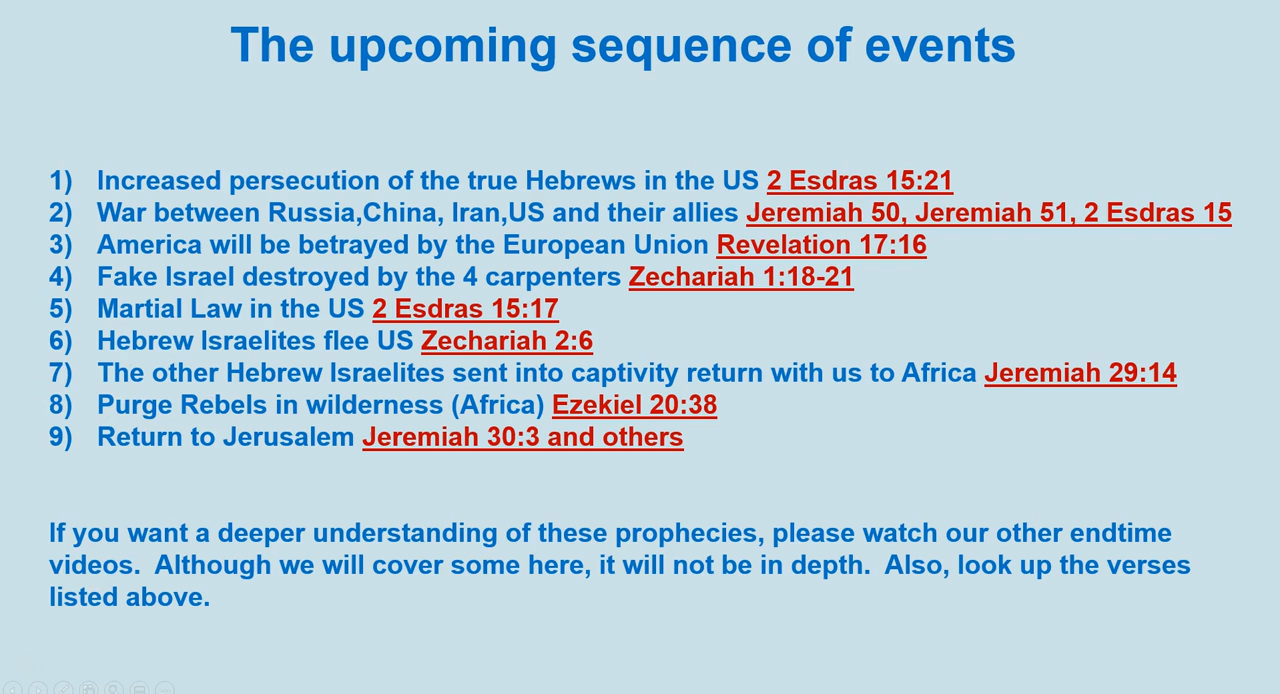 The upcoming sequence of events
1) Increased persecution of the true Hebrews in the US 2 Esdras 15:21
2) War between Russia,China, Iran,US and their allies Jeremiah 50, Jeremiah 51, 2 Esdras 15
3) America will be betrayed by the European Union Revelation 17:16
4) Fake Israel destroyed by the 4 carpenters Zechariah 1:18-21
5) Martial Law in the US 2 Esdras 15:17
6) Hebrew Israelites flee US Zechariah 2:6
7) The other Hebrew Israelites sent into captivity return with us to Africa Jeremiah 29:14
8) Purge Rebels in wilderness (Africa) Ezekiel 20:38
9) Return to Jerusalem Jeremiah 30:3 and others
If you want a deeper understanding of these prophecies, please watch our other endtime
videos.  Although we will cover some here, it will not be in depth.  Also, look up the verses
listed above.